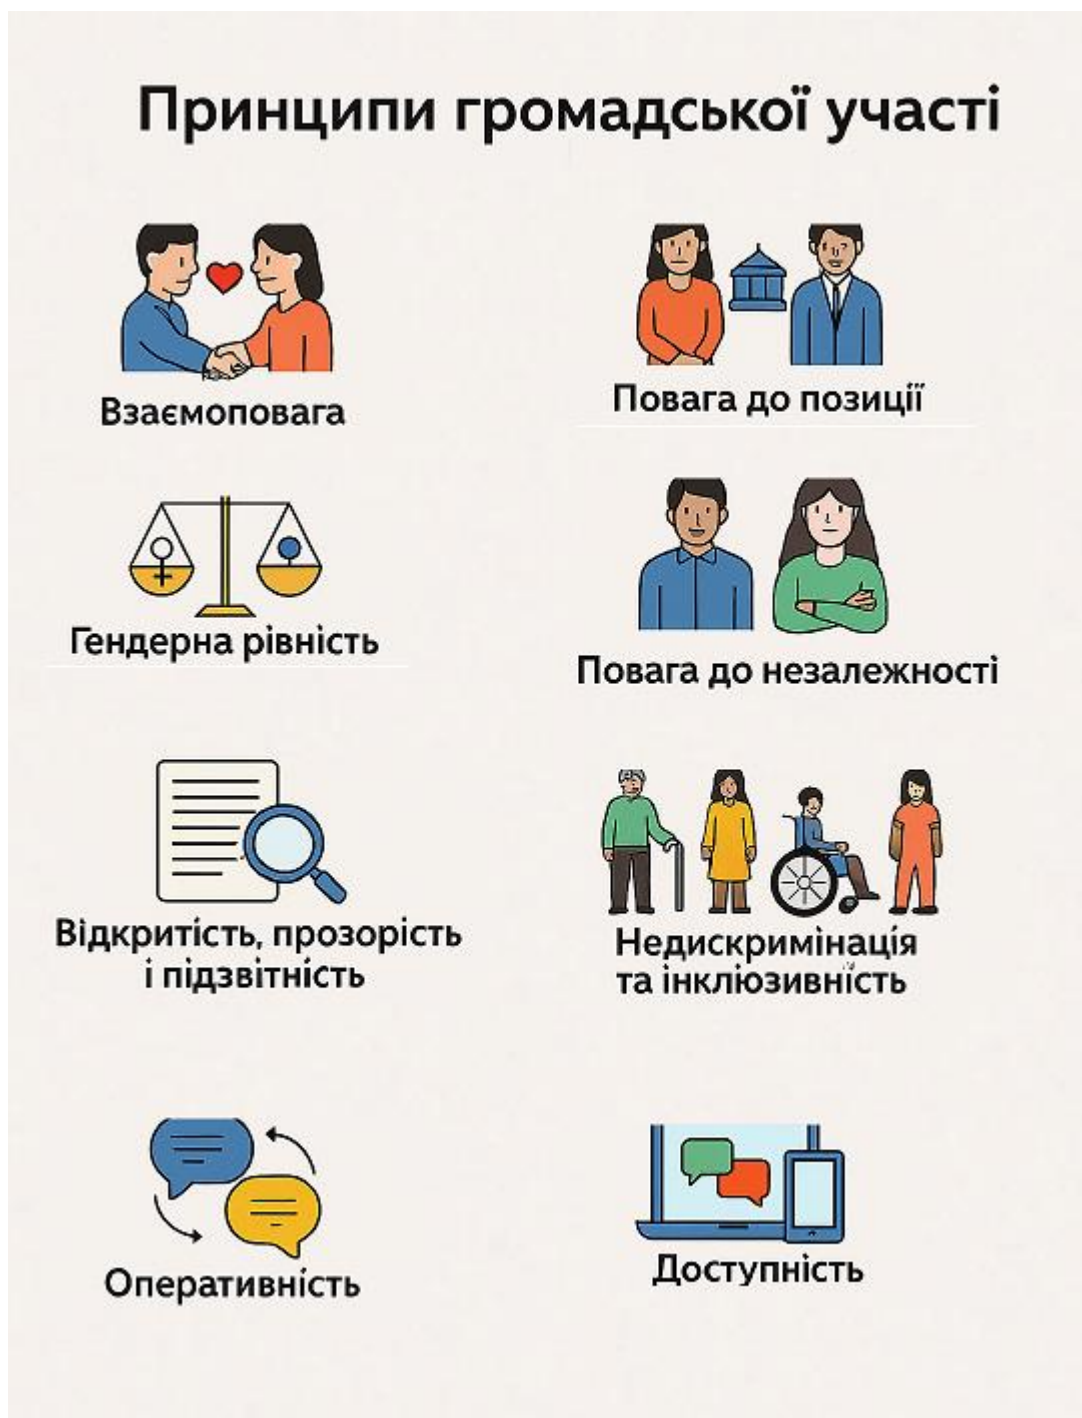 Принципи громадської участі
Взаємоповага
Повага до позиції
Гендерна рівність
Повага до незалежності
Відкритість, прозорість
і підзвітність
Недискримінація
та інклюзивність
Оперативність
Доступність